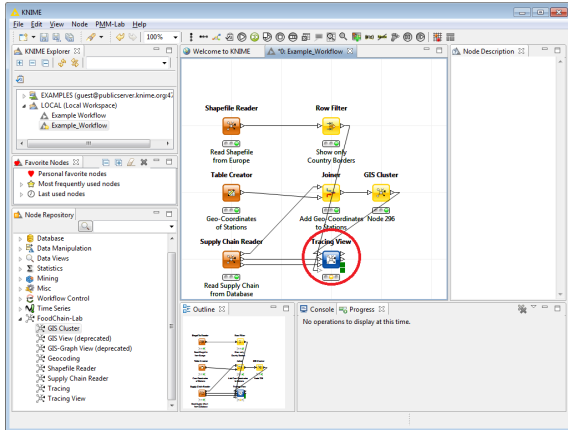 KNIME
File Edit View Node PMM-Lab Help
100%
KNIME Explorer
EXAMPLES (guest@publicserver.knime.org:47
LOCAL (Local Workspace)
Example Workflow
Example_Workflow
Favorite Nodes
Personal favorite nodes
Most frequently used nodes
Last used nodes
Node Repository
Database
Data Manipulation
Data Views
Statistics
Mining
Misc
Workflow Control
Time Series
FoodChain-Lab
GIS Cluster
GIS View (deprecated)
GIS-Graph View (deprecated)
Geocoding
Shapefile Reader
Supply Chain Reader
Tracing
Tracing View
Welcome to KNIME
*0: Example_Workflow
Shapefile Reader
Row Filter
Read Shapefile
from Europe
Show only
Country Borders
Table Creator
Joiner
GIS Cluster
Geo-Coordinates
of Stations
Add Geo-Coordinates
to Stations
Node 296
Supply Chain Reader
Tracing View
Read Supply Chain
from Database
Outline
Console
Progress
No operations to display at this time.
Node Description